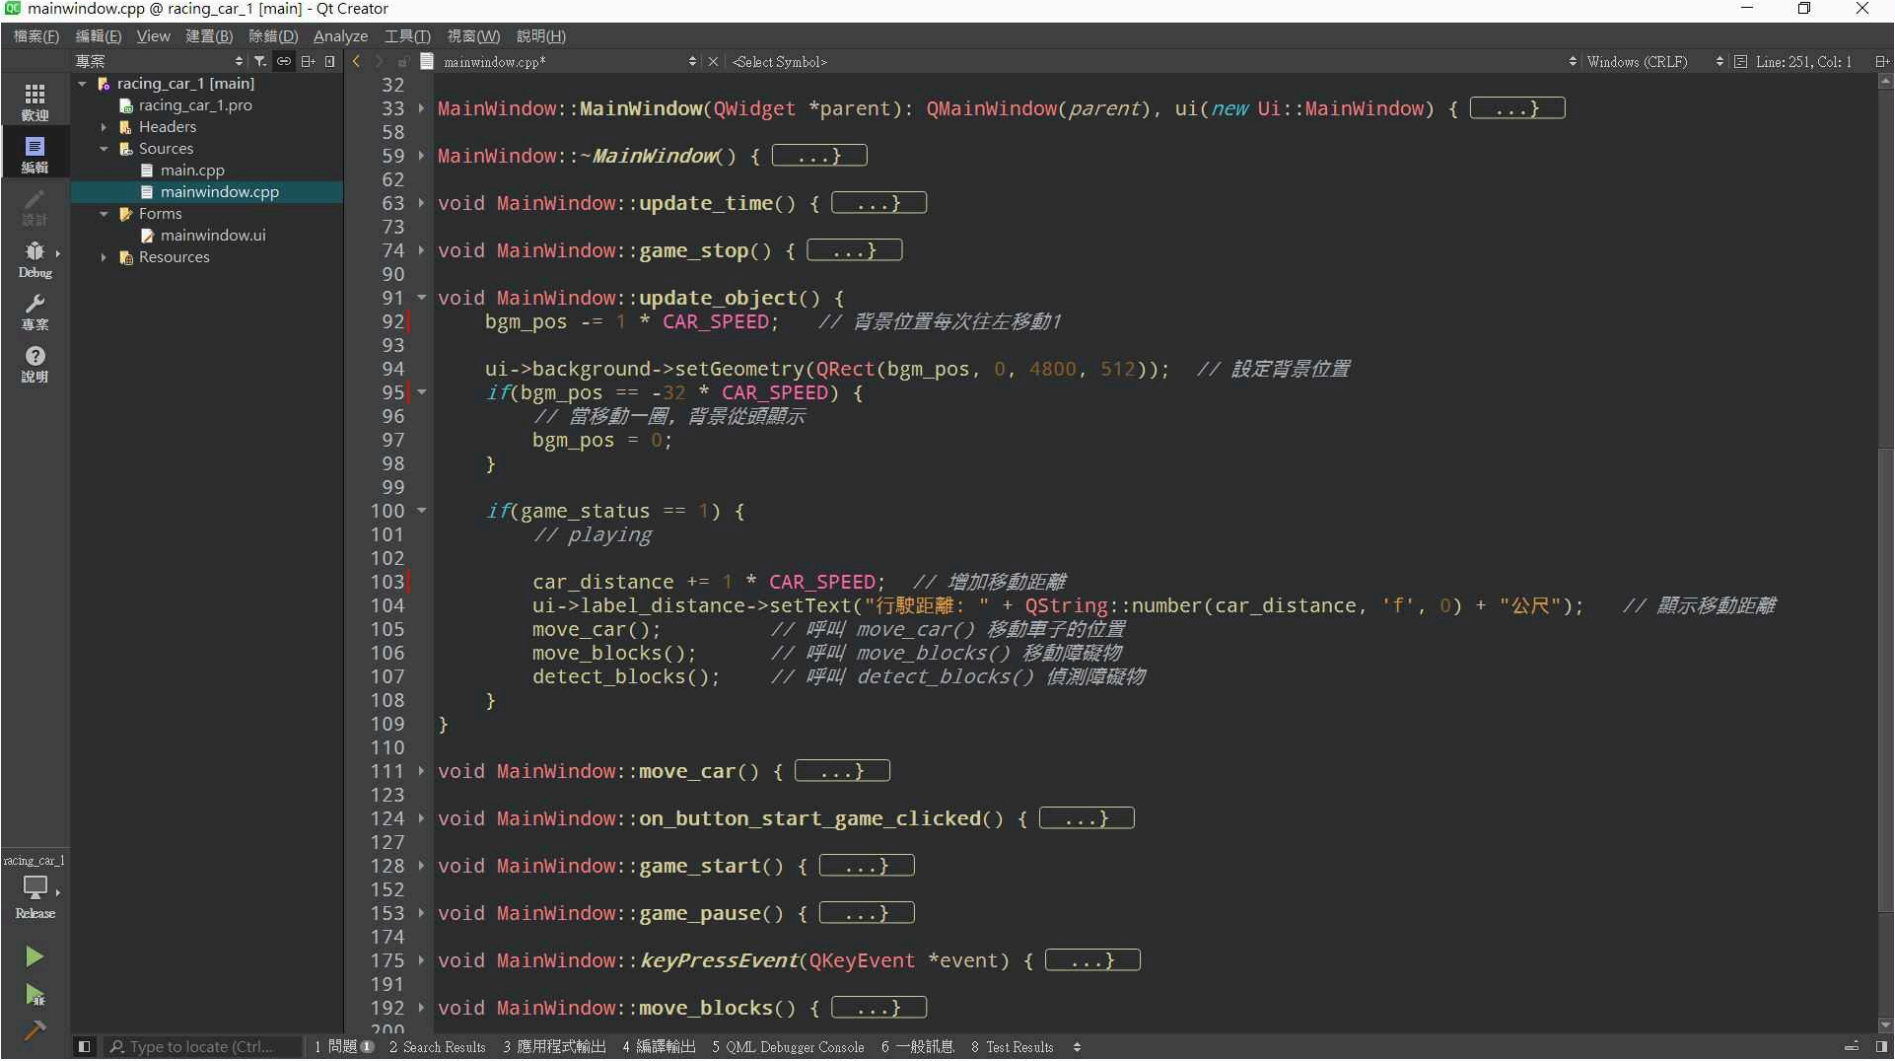 mainwindow.cpp @ racing_car_1 [main] - Qt Creator
檔案(F) 編輯(E) View 建置(B) 除錯(D) Analyze 工具(T) 視窗(W) 說明(H)
專案 mainwindow.cpp* <Select Symbol> Windows (CRLF) Line: 251, Col: 1
歡迎
編輯
設計
Debug
專案
說明
racing_car_1
Release
racing_car_1 [main]
racing_car_1.pro
Headers
Sources
main.cpp
mainwindow.cpp
Forms
mainwindow.ui
Resources
32
33 MainWindow::MainWindow(QWidget *parent): QMainWindow(parent), ui(new Ui::MainWindow) { ...}
58
59 MainWindow::~MainWindow() { ...}
62
63 void MainWindow::update_time() { ...}
73
74 void MainWindow::game_stop() { ...}
90
91 void MainWindow::update_object() {
92 bgm_pos -= 1 * CAR_SPEED; // 背景位置每次往左移動1
93
94 ui->background->setGeometry(QRect(bgm_pos, 0, 4800, 512)); // 設定背景位置
95 if(bgm_pos == -32 * CAR_SPEED) {
96 // 當移動一圈, 背景從頭顯示
97 bgm_pos = 0;
98 }
99
100 if(game_status == 1) {
101 // playing
102
103 car_distance += 1 * CAR_SPEED; // 增加移動距離
104 ui->label_distance->setText("行駛距離: " + QString::number(car_distance, 'f', 0) + "公尺"); // 顯示移動距離
105 move_car(); // 呼叫 move_car() 移動車子的位置
106 move_blocks(); // 呼叫 move_blocks() 移動障礙物
107 detect_blocks(); // 呼叫 detect_blocks() 偵測障礙物
108 }
109 }
110
111 void MainWindow::move_car() { ...}
123
124 void MainWindow::on_button_start_game_clicked() { ...}
127
128 void MainWindow::game_start() { ...}
152
153 void MainWindow::game_pause() { ...}
174
175 void MainWindow::keyPressEvent(QKeyEvent *event) { ...}
191
192 void MainWindow::move_blocks() { ...}
200
Type to locate (Ctrl... 1 問題 1 2 Search Results 3 應用程式輸出 4 編譯輸出 5 QML Debugger Console 6 一般訊息 8 Test Results